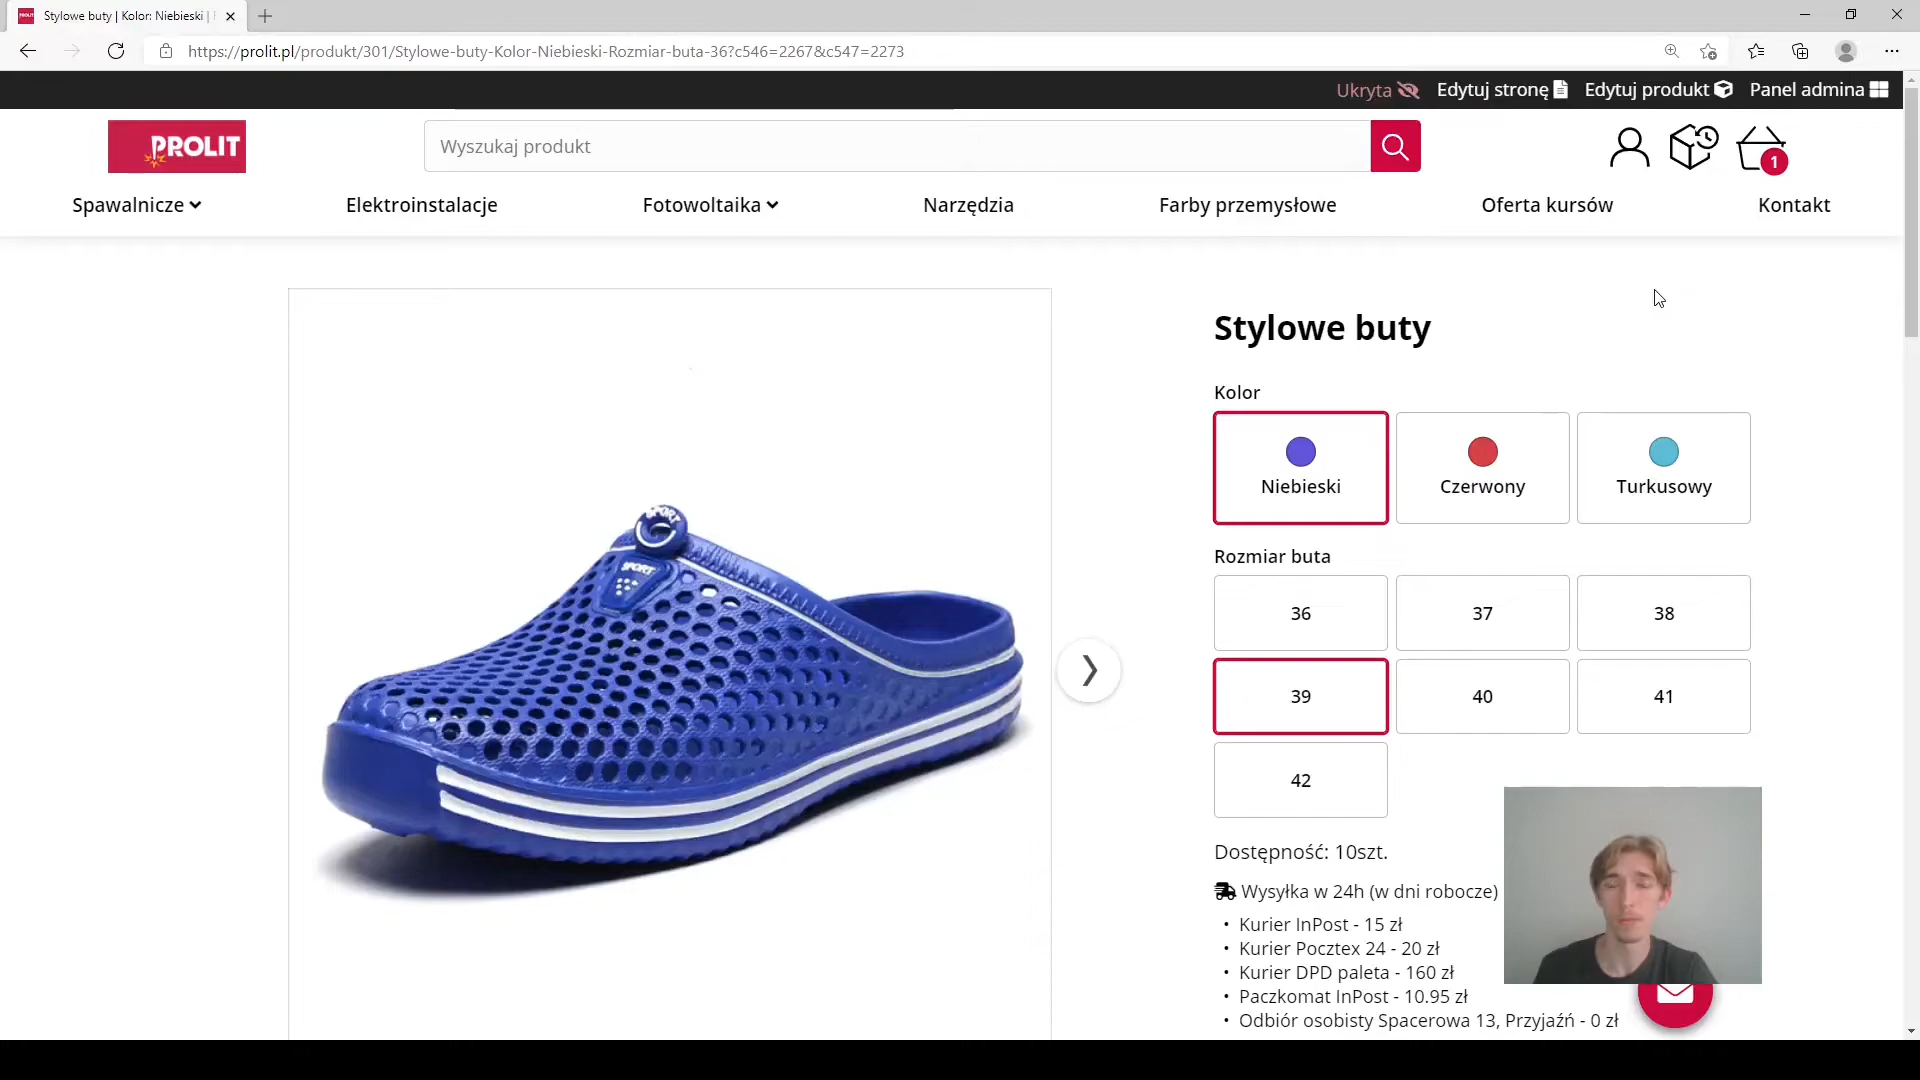 PROLIT
Stylowe buty | Kolor: Niebieski |
https://prolit.pl/produkt/301/Stylowe-buty-Kolor-Niebieski-Rozmiar-buta-36?c546=2267&c547=2273
Ukryta
Edytuj stronę
Edytuj produkt
Panel admina
PROLIT
Wyszukaj produkt
1
Spawalnicze
Elektroinstalacje
Fotowoltaika
Narzędzia
Farby przemysłowe
Oferta kursów
Kontakt
SPORT
SPORT
Stylowe buty
Kolor
Niebieski
Czerwony
Turkusowy
Rozmiar buta
36
37
38
39
40
41
42
Dostępność: 10szt.
Wysyłka w 24h (w dni robocze)
• Kurier InPost - 15 zł
• Kurier Pocztex 24 - 20 zł
• Kurier DPD paleta - 160 zł
• Paczkomat InPost - 10.95 zł
• Odbiór osobisty Spacerowa 13, Przyjaźń - 0 zł